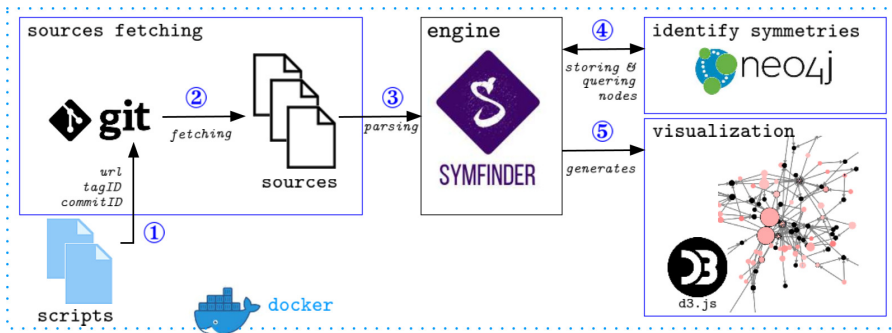 sources fetching
engine
identify symmetries
④
②
③
git
fetching
parsing
S
storing &
quering
nodes
neo4j
⑤
visualization
url
tagID
commitID
sources
SYMFINDER
generates
①
D3
d3.js
scripts
docker